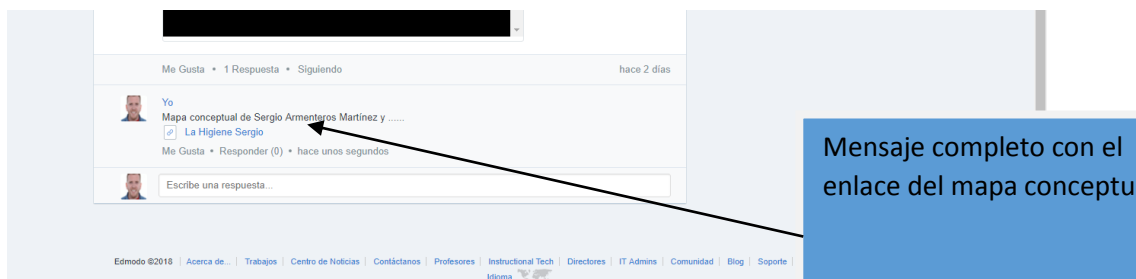 Me Gusta • 1 Respuesta • Siguiendo hace 2 días
Yo
Mapa conceptual de Sergio Armenteros Martínez y ......
La Higiene Sergio
Me Gusta • Responder (0) • hace unos segundos
Escribe una respuesta...
Mensaje completo con el
enlace del mapa conceptu
Edmodo ©2018 | Acerca de... | Trabajos | Centro de Noticias | Contáctanos | Profesores | Instructional Tech | Directores | IT Admins | Comunidad | Blog | Soporte |
Idioma